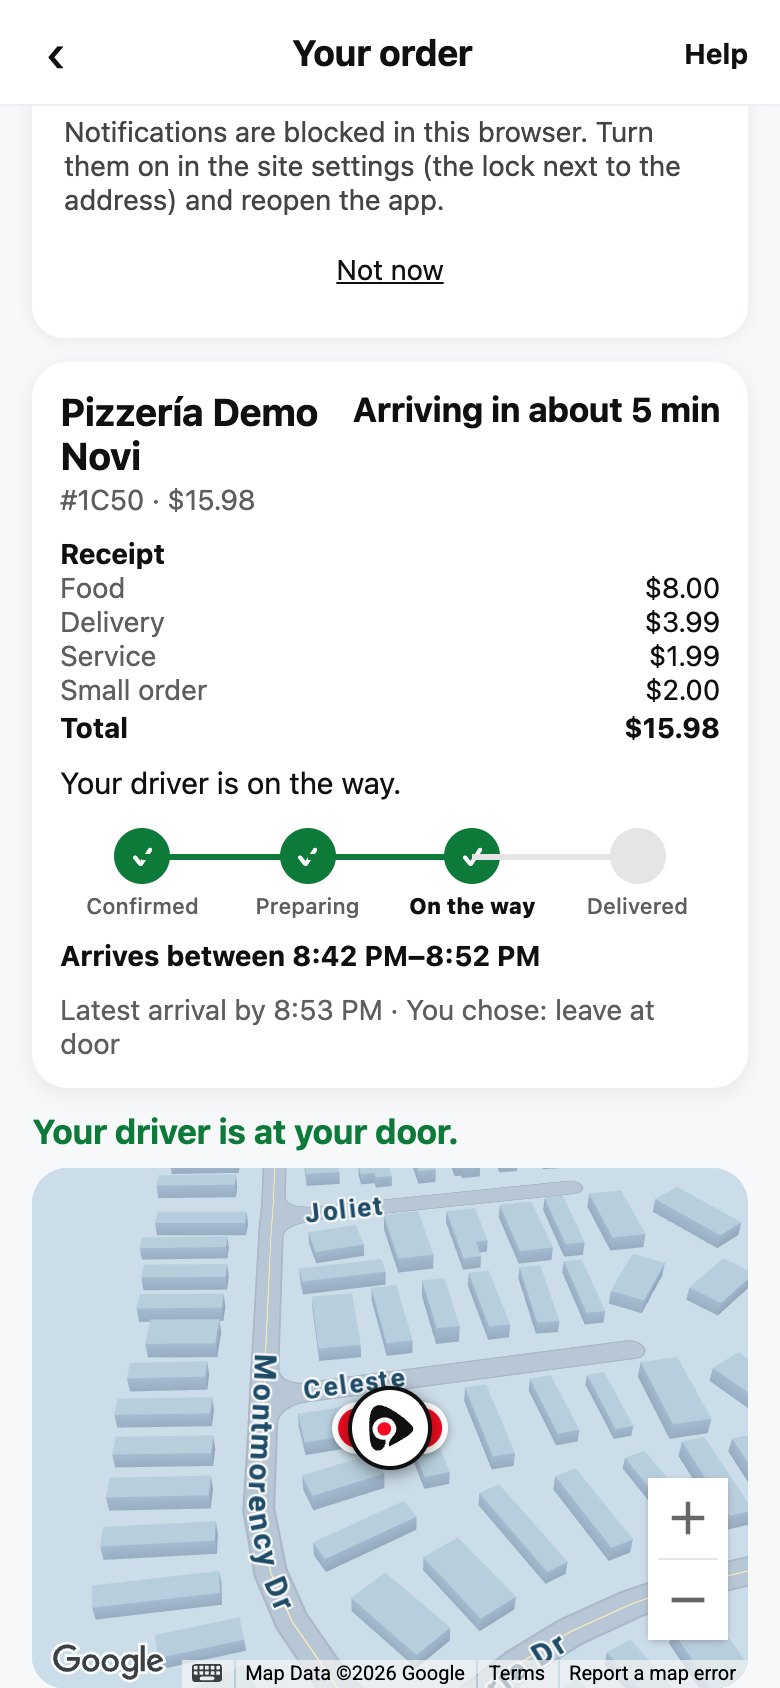 Your order
Help
Notifications are blocked in this browser. Turn
them on in the site settings (the lock next to the
address) and reopen the app.
Not now
Pizzería Demo
Novi
Arriving in about 5 min
#1C50 · $15.98
Receipt
Food $8.00
Delivery $3.99
Service $1.99
Small order $2.00
Total $15.98
Your driver is on the way.
Confirmed Preparing On the way Delivered
Arrives between 8:42 PM–8:52 PM
Latest arrival by 8:53 PM · You chose: leave at
door
Your driver is at your door.
Joliet
Celeste
Montmorency Dr
Dr
Google
Map Data ©2026 Google Terms Report a map error